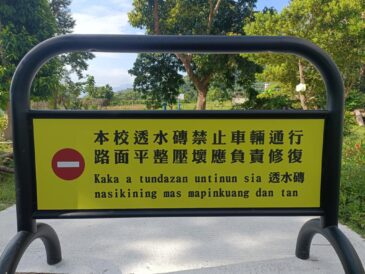 本校透水磚禁止車輛通行
路面平整壓壞應負責修復
Kaka a tundazan untinun sia 透水磚
nasikining mas mapinkuang dan tan